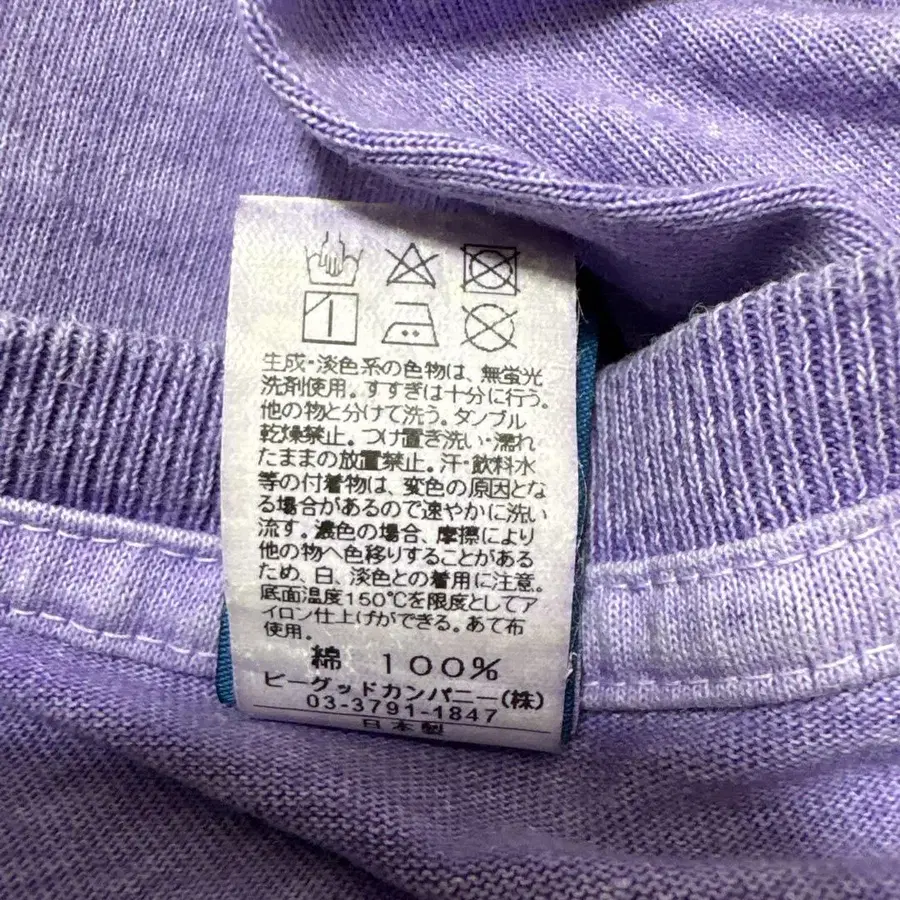 生成・淡色系の色物は、無蛍光
洗剤使用。すすぎは十分に行う。
他の物と分けて洗う。タンブル
乾燥禁止。つけ置き洗い・濡れ
たままの放置禁止。汗・飲料水
等の付着物は、変色の原因とな
る場合があるので速やかに洗い
流す。濃色の場合、摩擦により
他の物へ色移りすることがある
ため、白、淡色との着用に注意。
底面温度150℃を限度としてア
イロン仕上げができる。あて布
使用。
綿 100%
ビーグッドカンパニー(株)
03-3791-1847
日本製